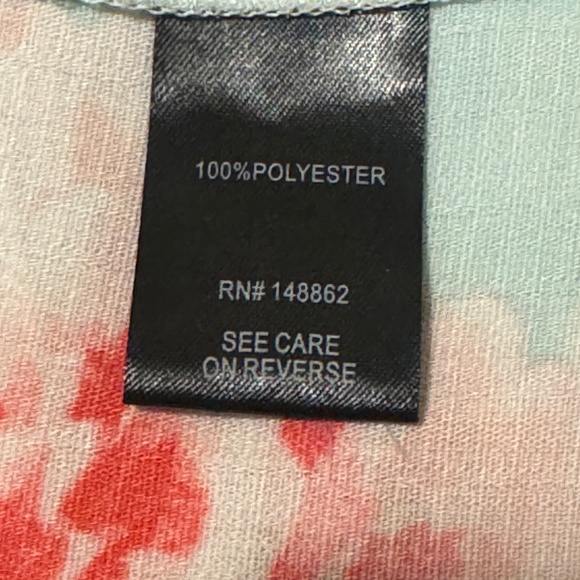 100%POLYESTER
RN# 148862
SEE CARE
ON REVERSE